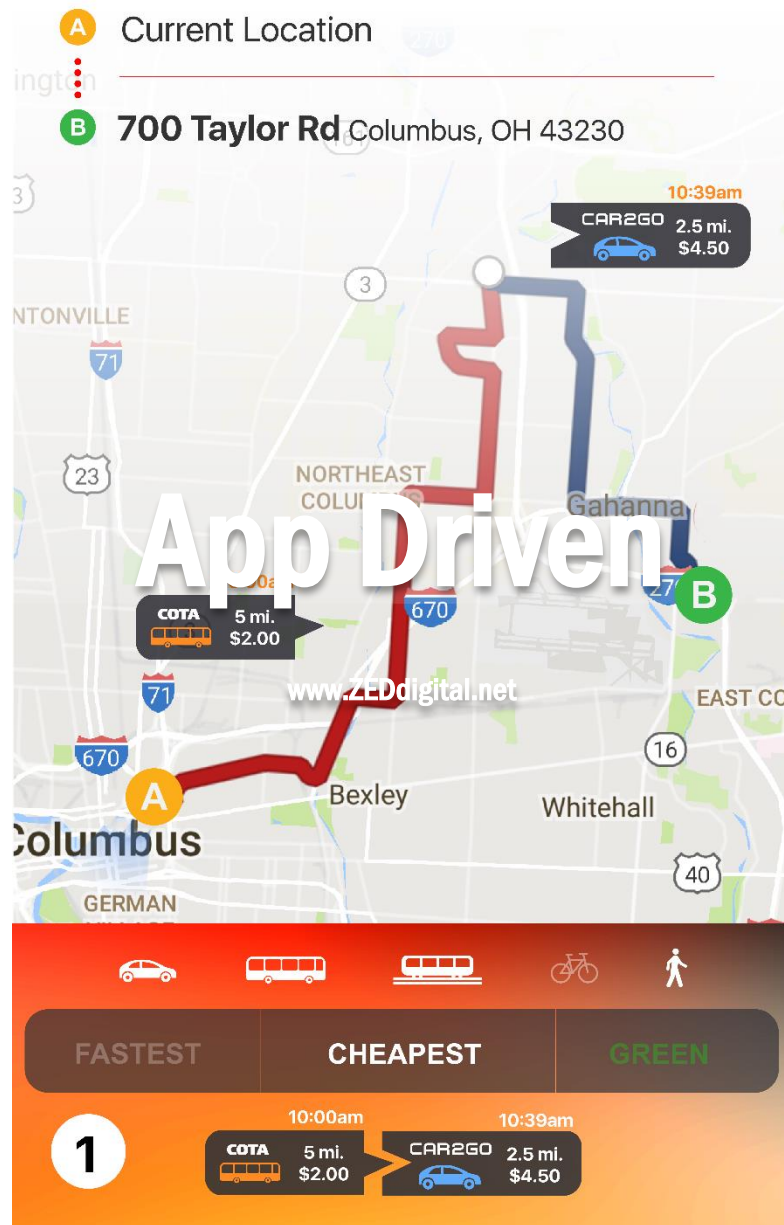 A Current Location
B 700 Taylor Rd Columbus, OH 43230
10:39am
CAR2GO 2.5 mi.
$4.50
3
NTONVILLE
71
23
NORTHEAST
Gahanna
App Driven
COTA 5 mi.
$2.00
670
B
www.ZEDdigital.net
71
EAST CO
670
16
A
Bexley
Whitehall
Columbus
40
GERMAN
FASTEST CHEAPEST GREEN
10:00am 10:39am
1 COTA 5 mi. CAR2GO 2.5 mi.
$2.00 $4.50